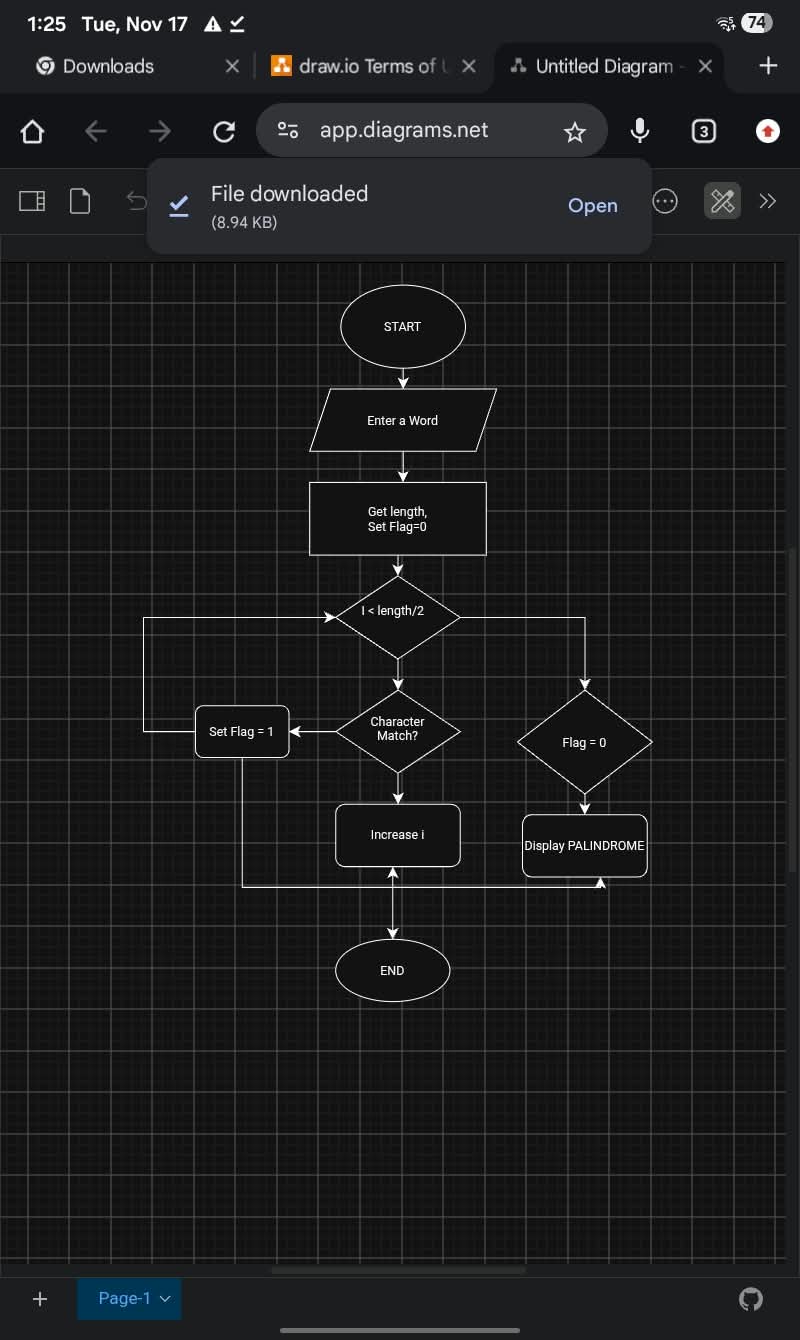 1:25 Tue, Nov 17
74
Downloads
draw.io Terms of
Untitled Diagram -
app.diagrams.net
3
File downloaded
(8.94 KB)
Open
START
Enter a Word
Get length,
Set Flag=0
I < length/2
Character
Match?
Set Flag = 1
Flag = 0
Increase i
Display PALINDROME
END
Page-1